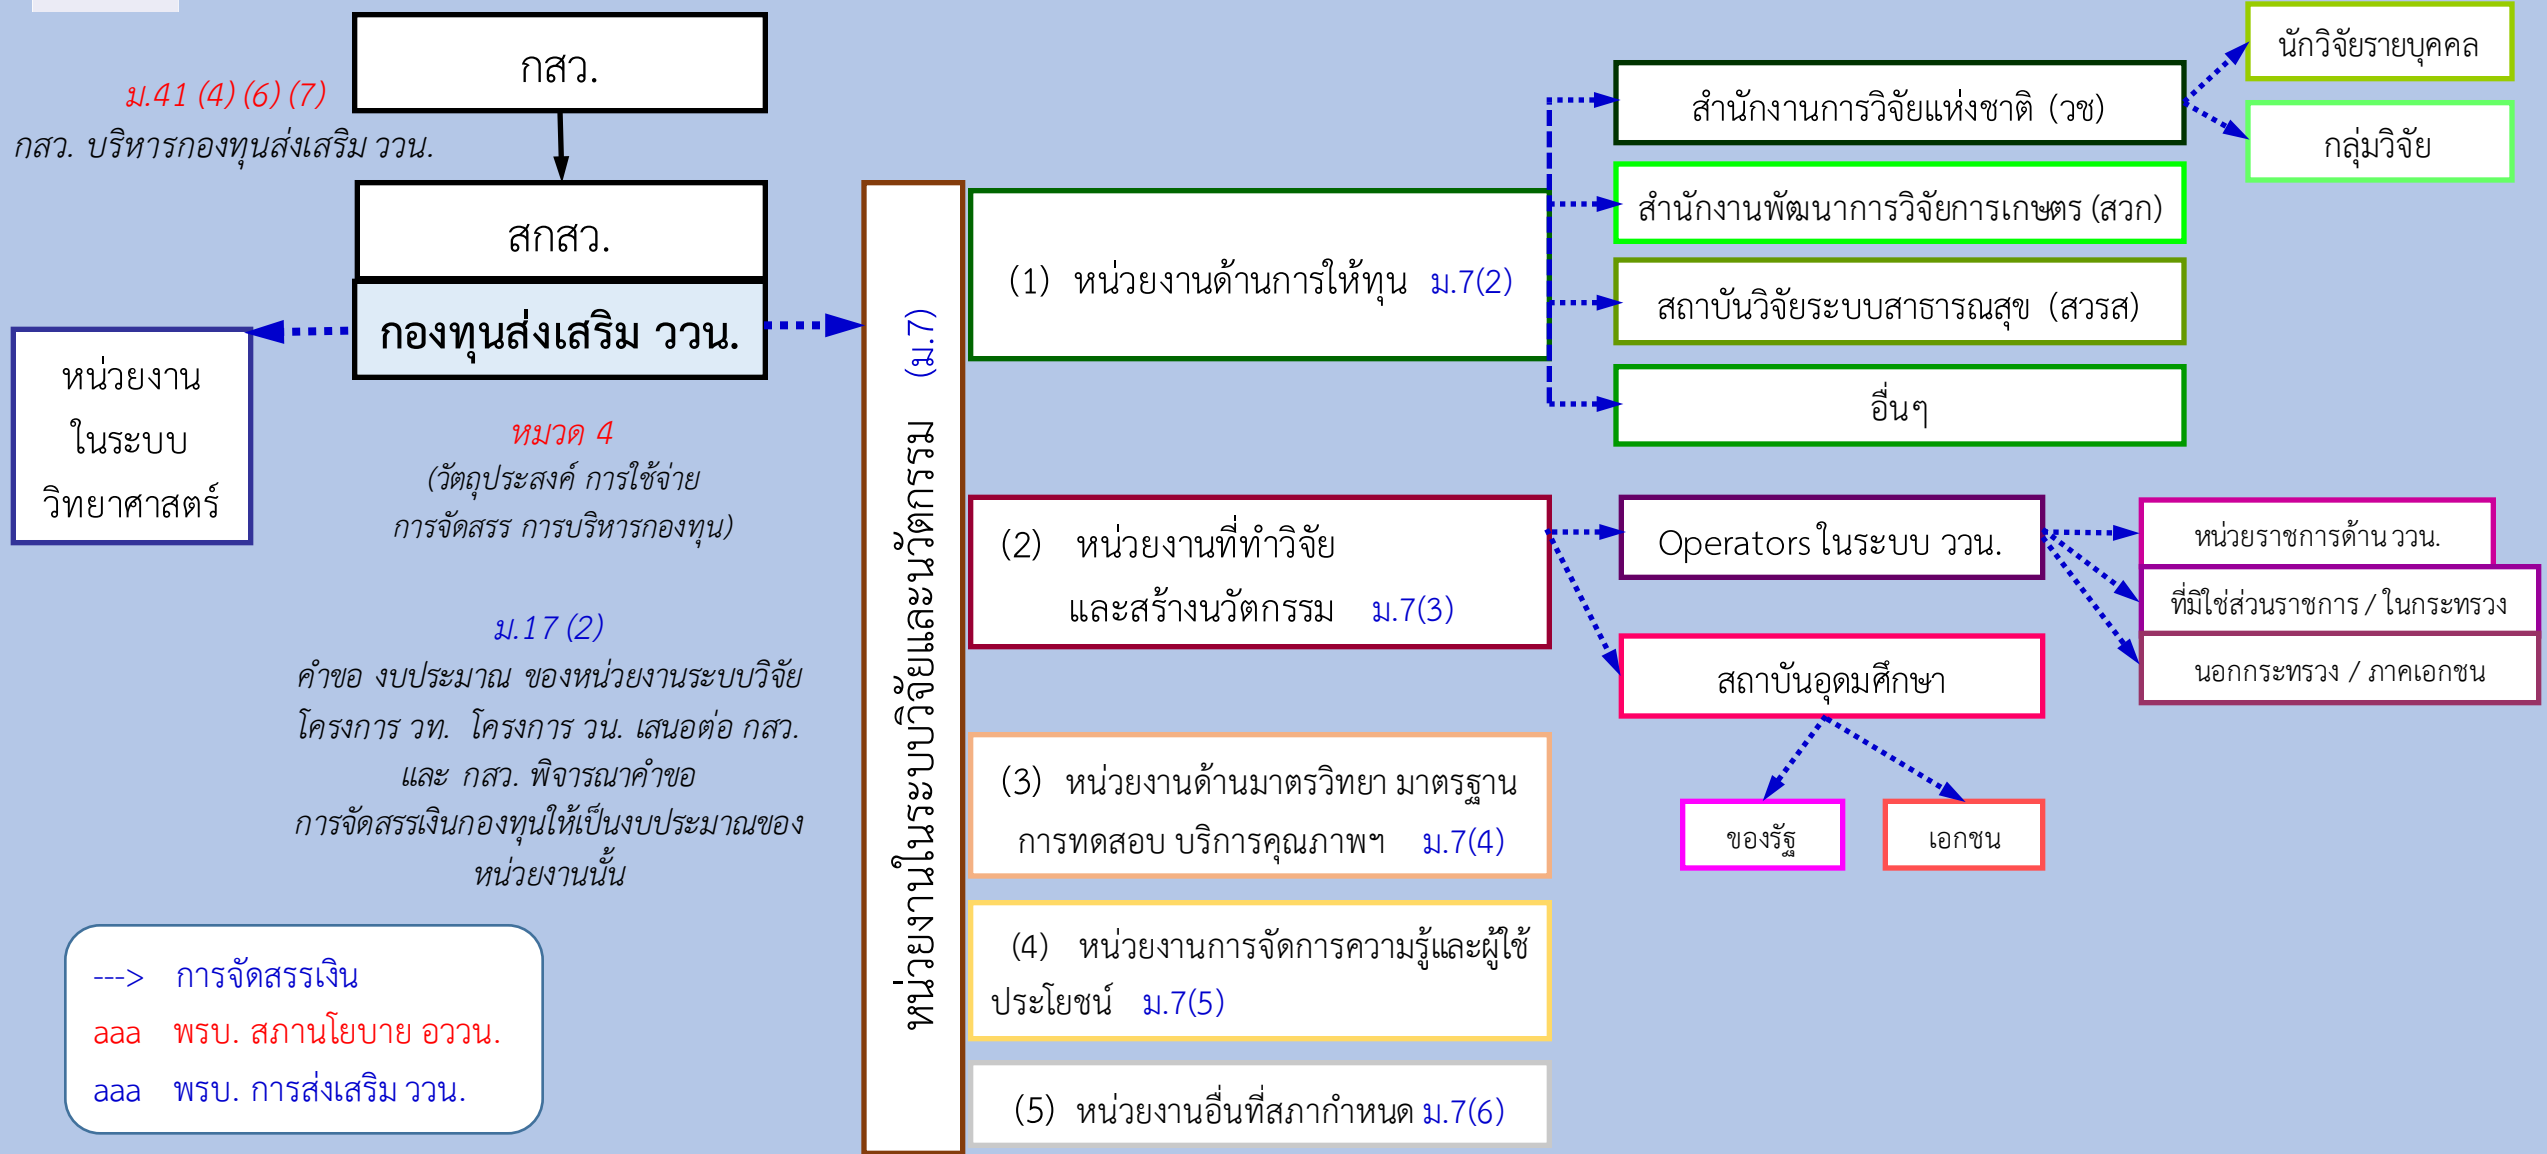 กสว.
ม.41 (4) (6) (7)
กสว. บริหารกองทุนส่งเสริม ววน.
สกสว.
กองทุนส่งเสริม ววน.
หน่วยงาน
ในระบบ
วิทยาศาสตร์
หมวด 4
(วัตถุประสงค์ การใช้จ่าย
การจัดสรร การบริหารกองทุน)
ม.17 (2)
คำขอ งบประมาณ ของหน่วยงานระบบวิจัย
โครงการ วท. โครงการ วน. เสนอต่อ กสว.
และ กสว. พิจารณาคำขอ
การจัดสรรเงินกองทุนให้เป็นงบประมาณของ
หน่วยงานนั้น
---> การจัดสรรเงิน
aaa พรบ. สภานโยบาย อววน.
aaa พรบ. การส่งเสริม ววน.
หน่วยงานในระบบวิจัยและนวัตกรรม (ม.7)
(1) หน่วยงานด้านการให้ทุน ม.7(2)
สำนักงานการวิจัยแห่งชาติ (วช)
นักวิจัยรายบุคคล
กลุ่มวิจัย
สำนักงานพัฒนาการวิจัยการเกษตร (สวก)
สถาบันวิจัยระบบสาธารณสุข (สวรส)
อื่นๆ
(2) หน่วยงานที่ทำวิจัย
และสร้างนวัตกรรม ม.7(3)
Operators ในระบบ ววน.
หน่วยราชการด้าน ววน.
ที่มิใช่ส่วนราชการ / ในกระทรวง
นอกกระทรวง / ภาคเอกชน
สถาบันอุดมศึกษา
ของรัฐ
เอกชน
(3) หน่วยงานด้านมาตรวิทยา มาตรฐาน
การทดสอบ บริการคุณภาพฯ ม.7(4)
(4) หน่วยงานการจัดการความรู้และผู้ใช้
ประโยชน์ ม.7(5)
(5) หน่วยงานอื่นที่สภากำหนด ม.7(6)